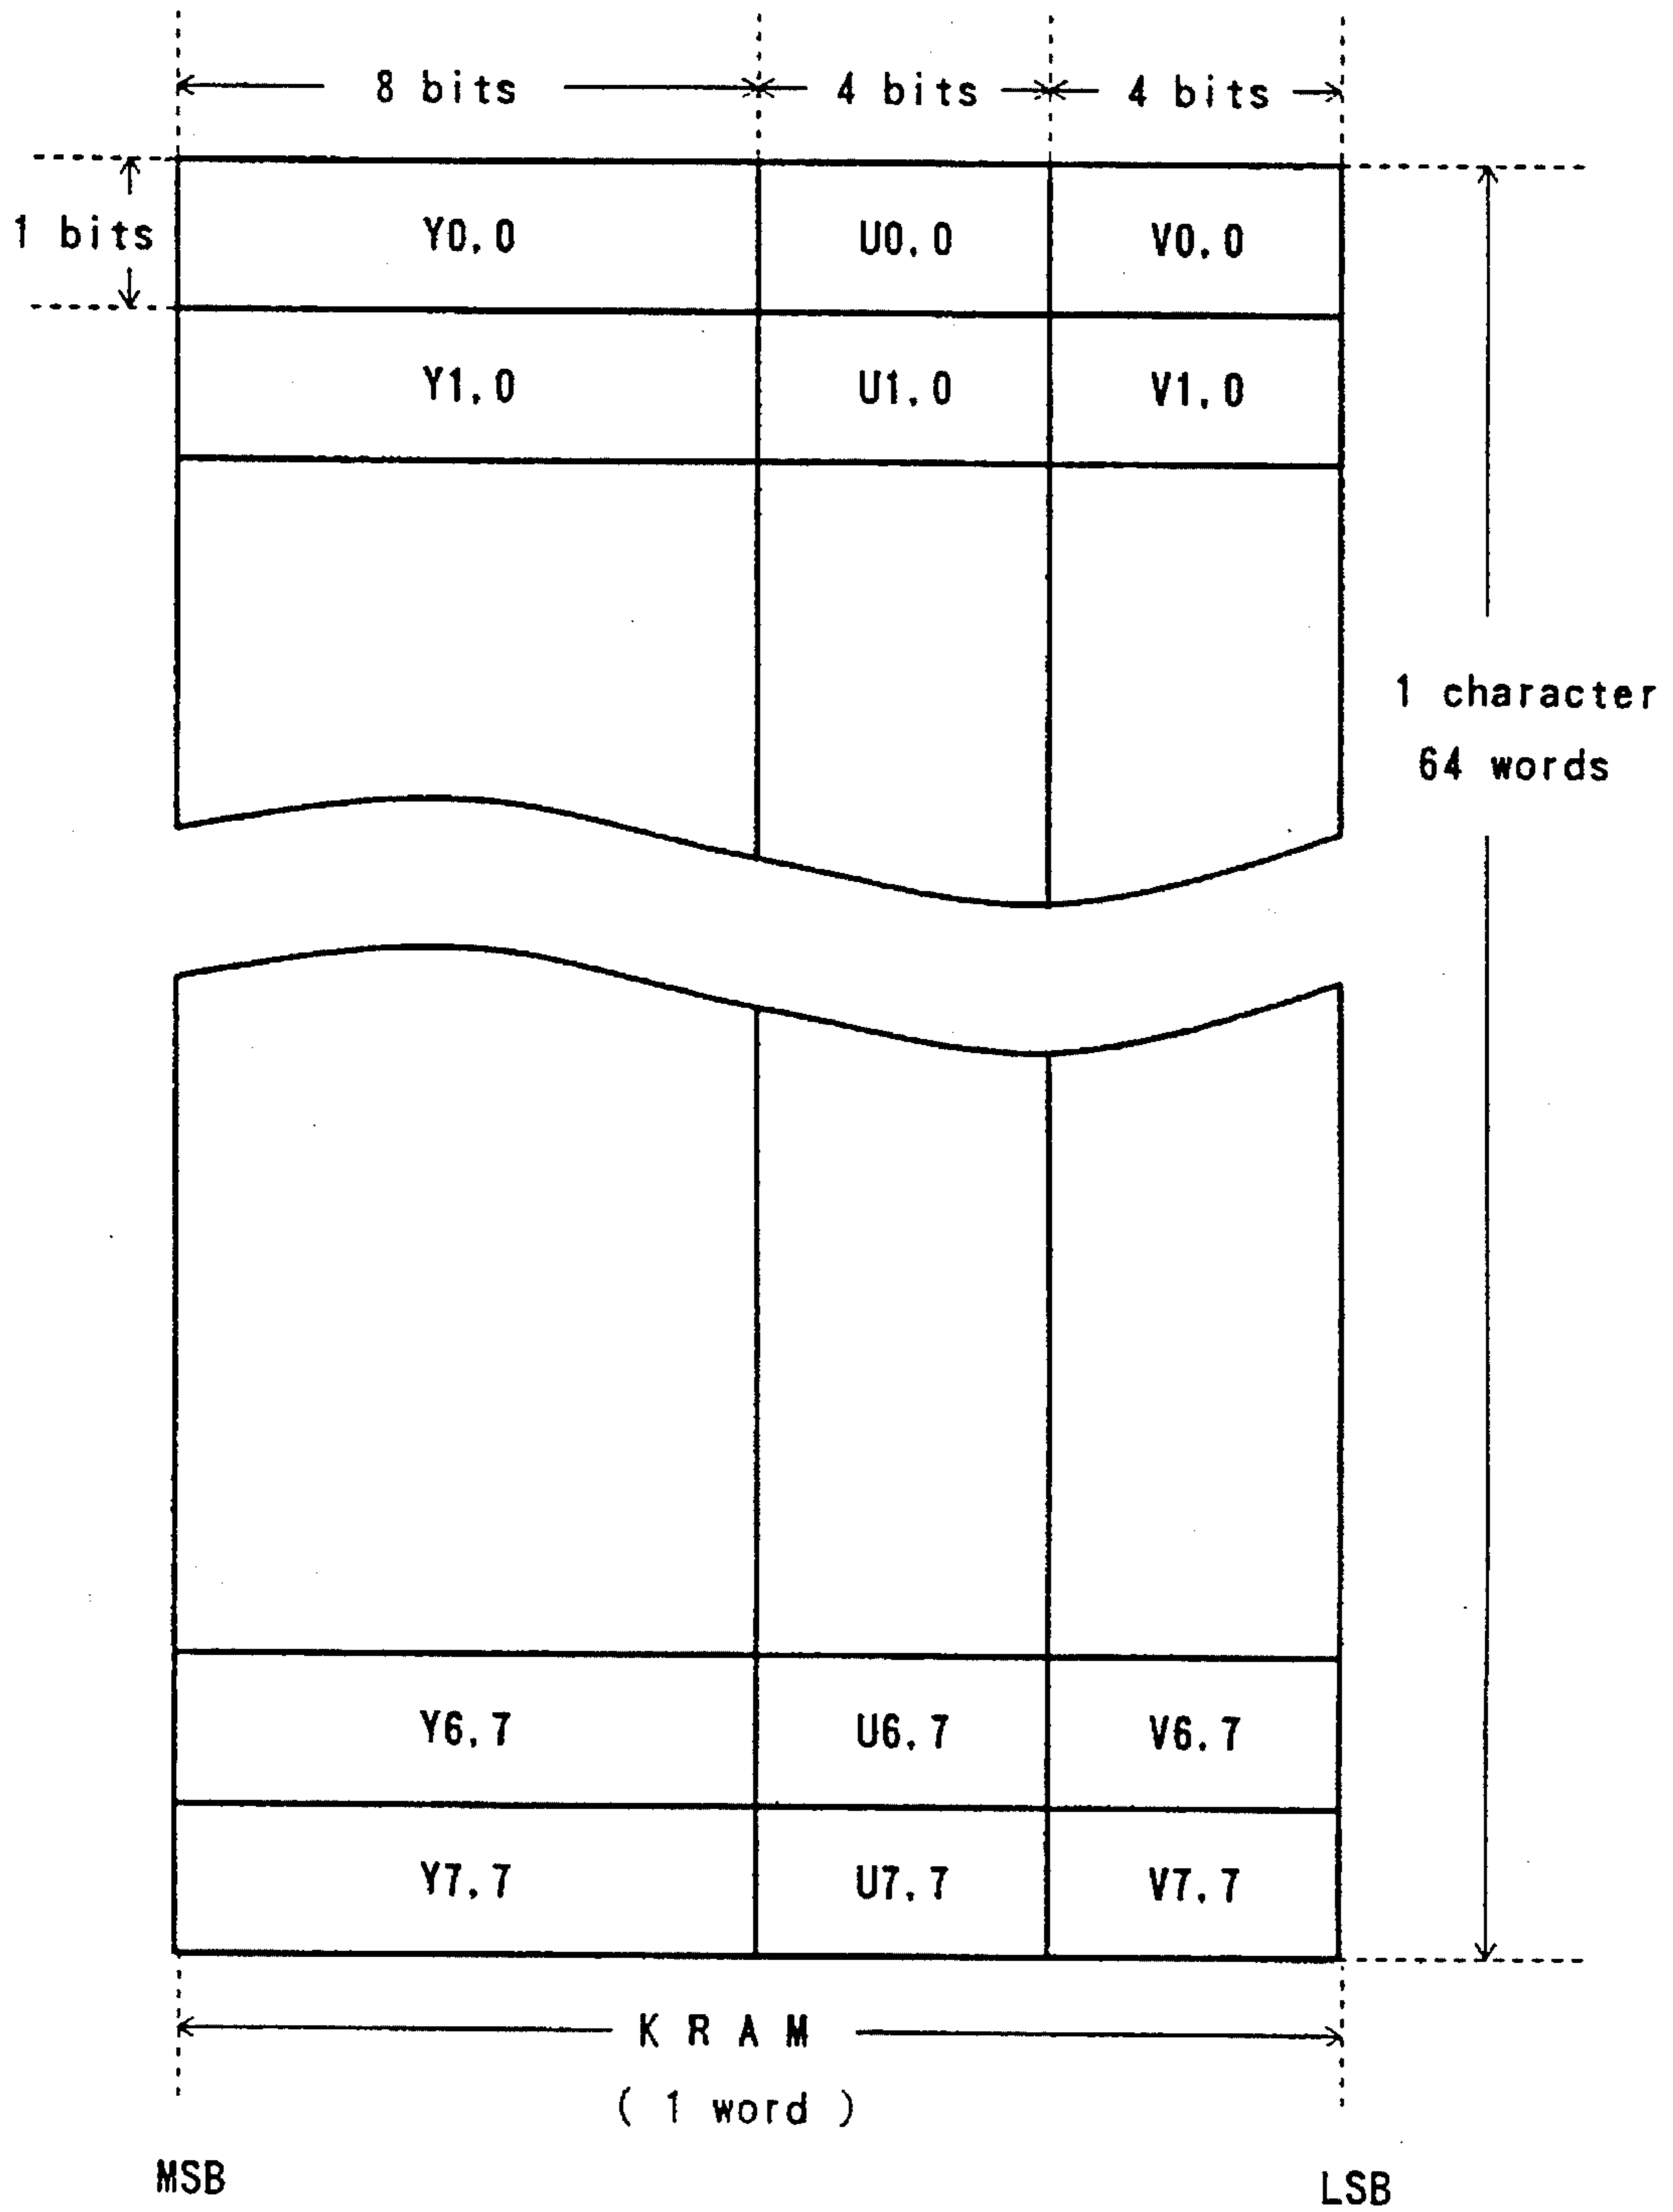 8 bits 4 bits 4 bits
1 bits
Y0,0 U0,0 V0.0
Y1,0 U1,0 V1,0
1 character
64 words
Y6,7 U6,7 V6.7
Y7,7 U7,7 V7,7
KRAM
( 1 word )
MSB LSB